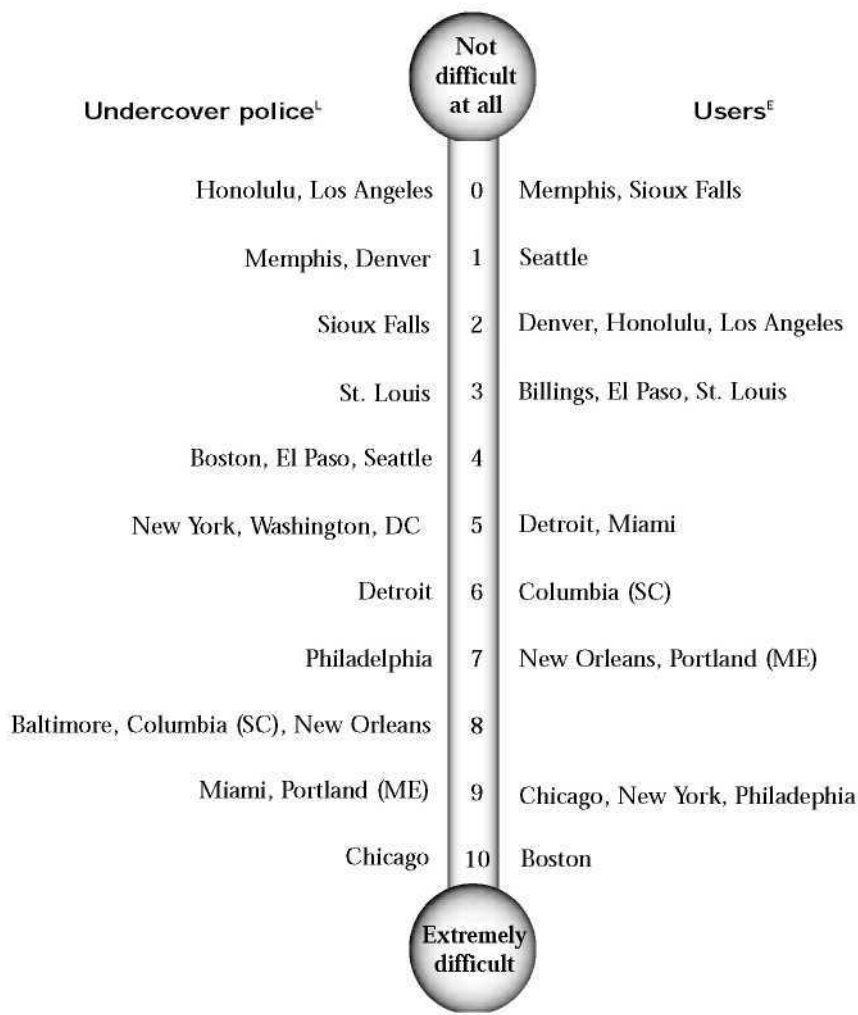 Not
difficult
at all
Undercover police^L
Users^E
Honolulu, Los Angeles 0 Memphis, Sioux Falls
Memphis, Denver 1 Seattle
Sioux Falls 2 Denver, Honolulu, Los Angeles
St. Louis 3 Billings, El Paso, St. Louis
Boston, El Paso, Seattle 4
New York, Washington, DC 5 Detroit, Miami
Detroit 6 Columbia (SC)
Philadelphia 7 New Orleans, Portland (ME)
Baltimore, Columbia (SC), New Orleans 8
Miami, Portland (ME) 9 Chicago, New York, Philadephia
Chicago 10 Boston
Extremely
difficult